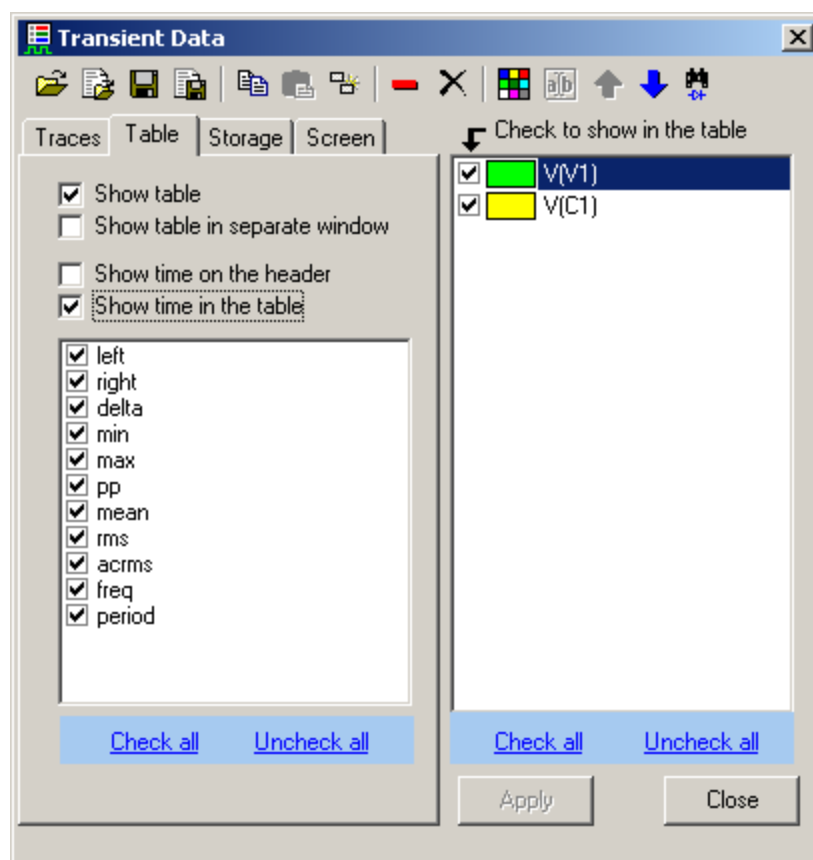 Transient Data
Traces
Table
Storage
Screen
Check to show in the table
Show table
Show table in separate window
Show time on the header
Show time in the table
left
right
delta
min
max
pp
mean
rms
acrms
freq
period
Check all
Uncheck all
V(V1)
V(C1)
Check all
Uncheck all
Apply
Close